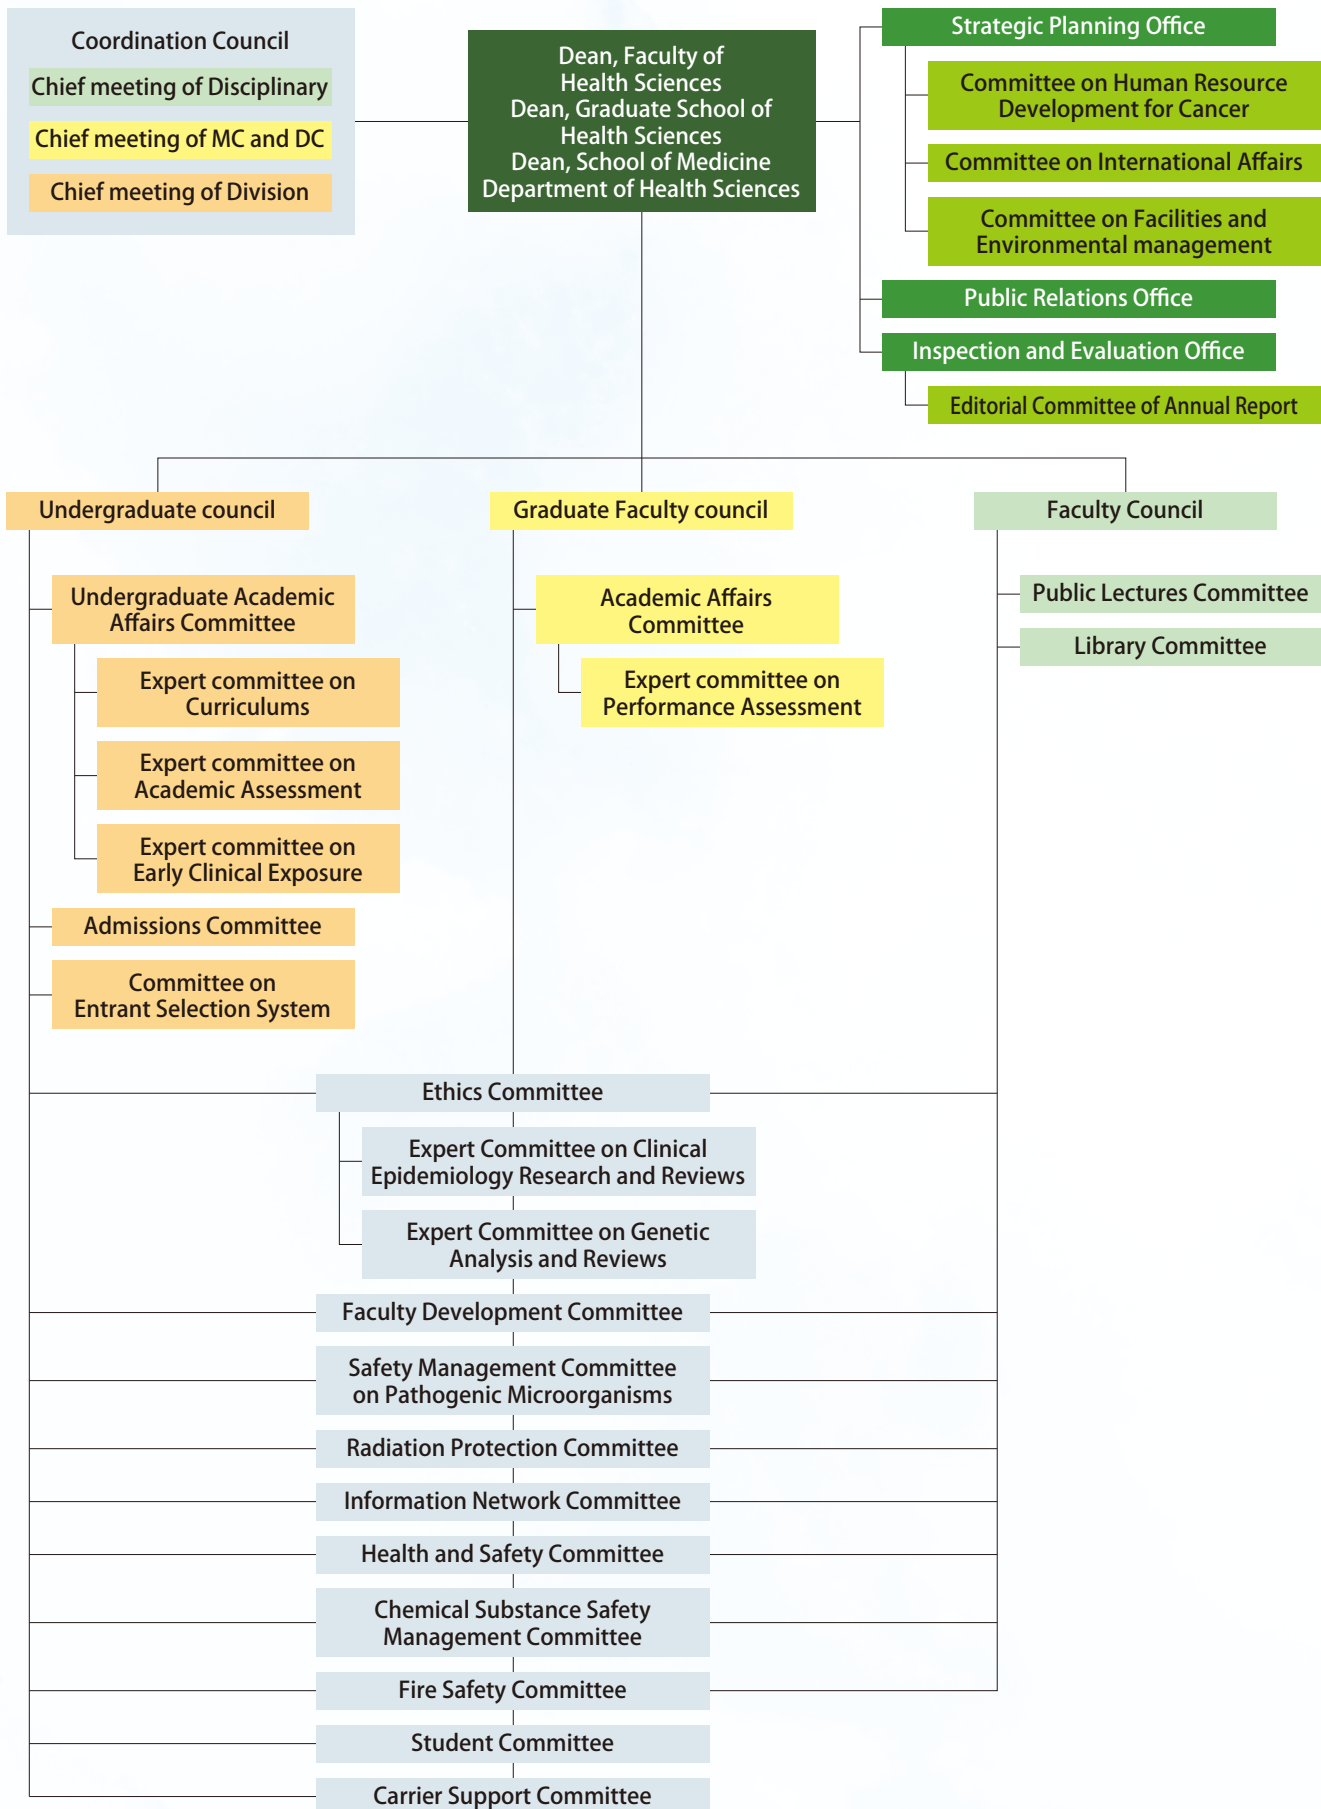 Coordination Council
Chief meeting of Disciplinary
Chief meeting of MC and DC
Chief meeting of Division
Dean, Faculty of
Health Sciences
Dean, Graduate School of
Health Sciences
Dean, School of Medicine
Department of Health Sciences
Strategic Planning Office
Committee on Human Resource
Development for Cancer
Committee on International Affairs
Committee on Facilities and
Environmental management
Public Relations Office
Inspection and Evaluation Office
Editorial Committee of Annual Report
Undergraduate council
Undergraduate Academic
Affairs Committee
Expert committee on
Curriculums
Expert committee on
Academic Assessment
Expert committee on
Early Clinical Exposure
Admissions Committee
Committee on
Entrant Selection System
Graduate Faculty council
Academic Affairs
Committee
Expert committee on
Performance Assessment
Faculty Council
Public Lectures Committee
Library Committee
Ethics Committee
Expert Committee on Clinical
Epidemiology Research and Reviews
Expert Committee on Genetic
Analysis and Reviews
Faculty Development Committee
Safety Management Committee
on Pathogenic Microorganisms
Radiation Protection Committee
Information Network Committee
Health and Safety Committee
Chemical Substance Safety
Management Committee
Fire Safety Committee
Student Committee
Carrier Support Committee